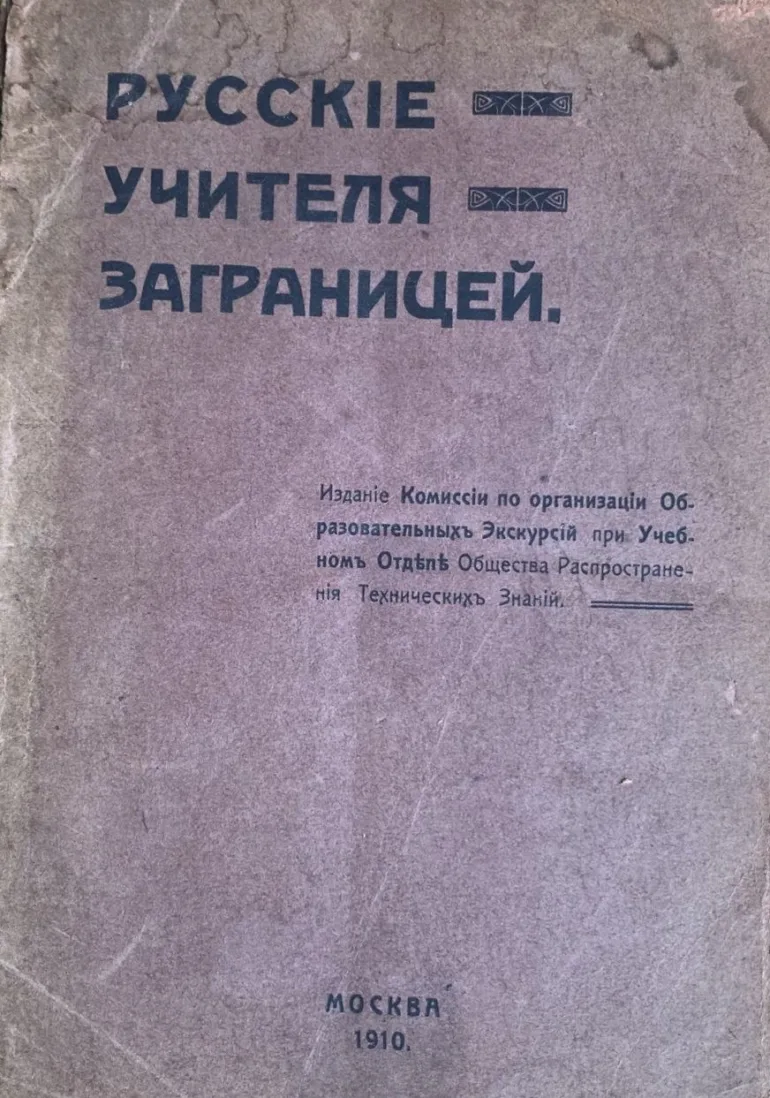 РУССКІЕ
УЧИТЕЛЯ
ЗАГРАНИЦЕЙ.
Изданіе Комиссіи по организаціи Об-
разовательныхъ Экскурсій при Учеб-
номъ Отдѣлѣ Общества Распростране-
нія Техническихъ Знаній.
МОСКВА
1910.